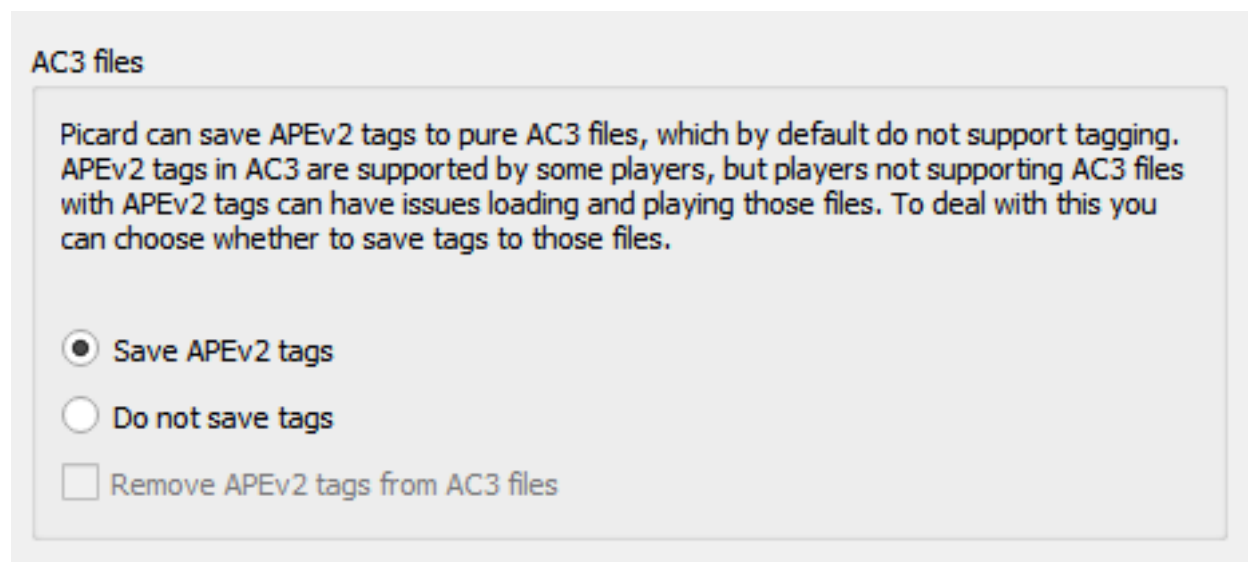 AC3 files
Picard can save APEv2 tags to pure AC3 files, which by default do not support tagging.
APEv2 tags in AC3 are supported by some players, but players not supporting AC3 files
with APEv2 tags can have issues loading and playing those files. To deal with this you
can choose whether to save tags to those files.
Save APEv2 tags
Do not save tags
Remove APEv2 tags from AC3 files